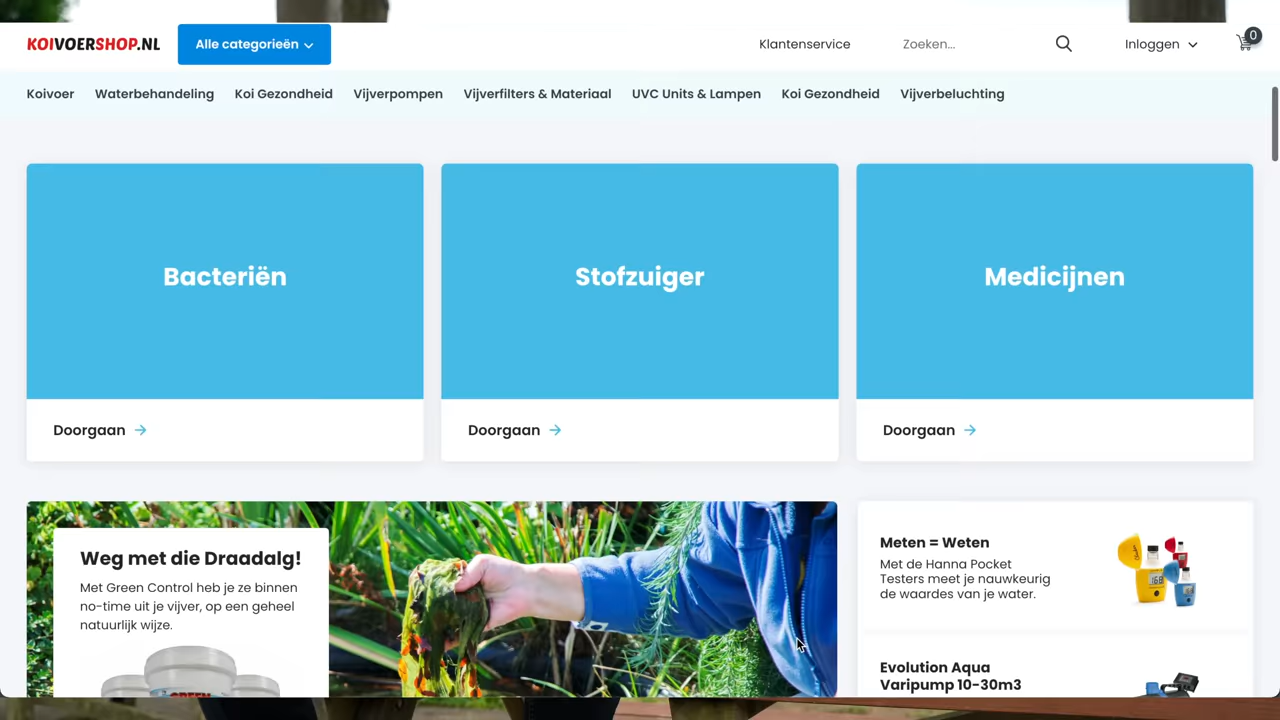 KOIVOERSHOP.NL
Alle categorieën
Klantenservice
Zoeken...
Inloggen
0
Koivoer
Waterbehandeling
Koi Gezondheid
Vijverpompen
Vijverfilters & Materiaal
UVC Units & Lampen
Koi Gezondheid
Vijverbeluchting
Bacteriën
Stofzuiger
Medicijnen
Doorgaan
Doorgaan
Doorgaan
Weg met die Draadalg!
Met Green Control heb je ze binnen
no-time uit je vijver, op een geheel
natuurlijk wijze.
GREEN
Meten = Weten
Met de Hanna Pocket
Testers meet je nauwkeurig
de waardes van je water.
Evolution Aqua
Varipump 10-30m3